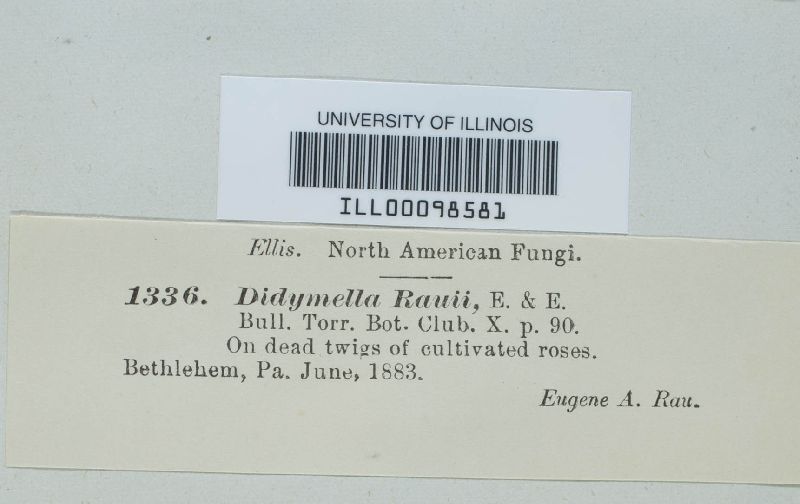 UNIVERSITY OF ILLINOIS
ILL00098581
Ellis. North American Fungi.
1336. Didymella Rauii, E. & E.
Bull. Torr. Bot. Club. X. p. 90.
On dead twigs of cultivated roses.
Bethlehem, Pa. June, 1883.
Eugene A. Rau.